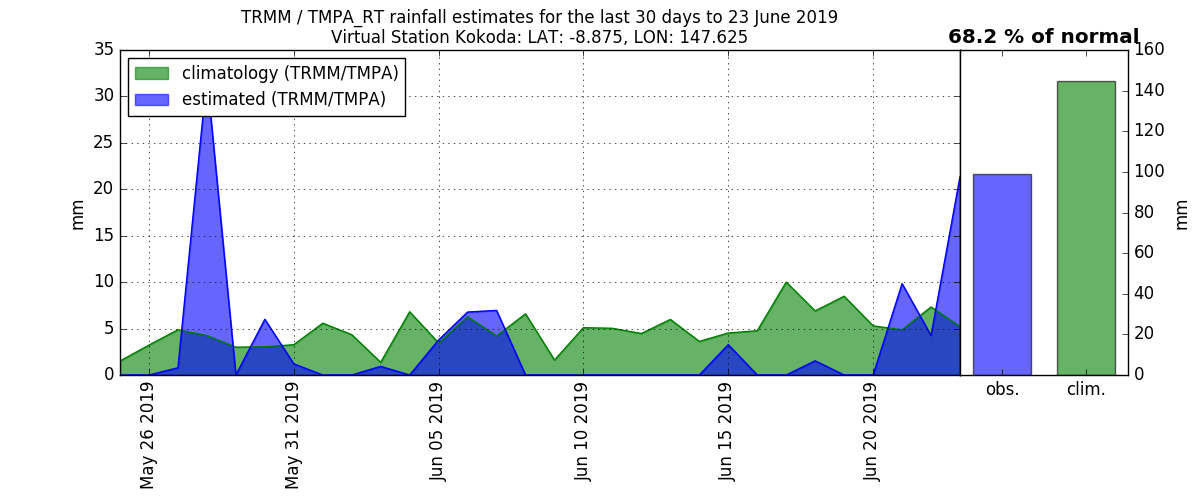 TRMM / TMPA_RT rainfall estimates for the last 30 days to 23 June 2019
Virtual Station Kokoda: LAT: -8.875, LON: 147.625
68.2 % of normal
climatology (TRMM/TMPA)
estimated (TRMM/TMPA)
35
30
25
20
15
10
5
0
mm
May 26 2019
May 31 2019
Jun 05 2019
Jun 10 2019
Jun 15 2019
Jun 20 2019
obs.
clim.
160
140
120
100
80
60
40
20
0
mm